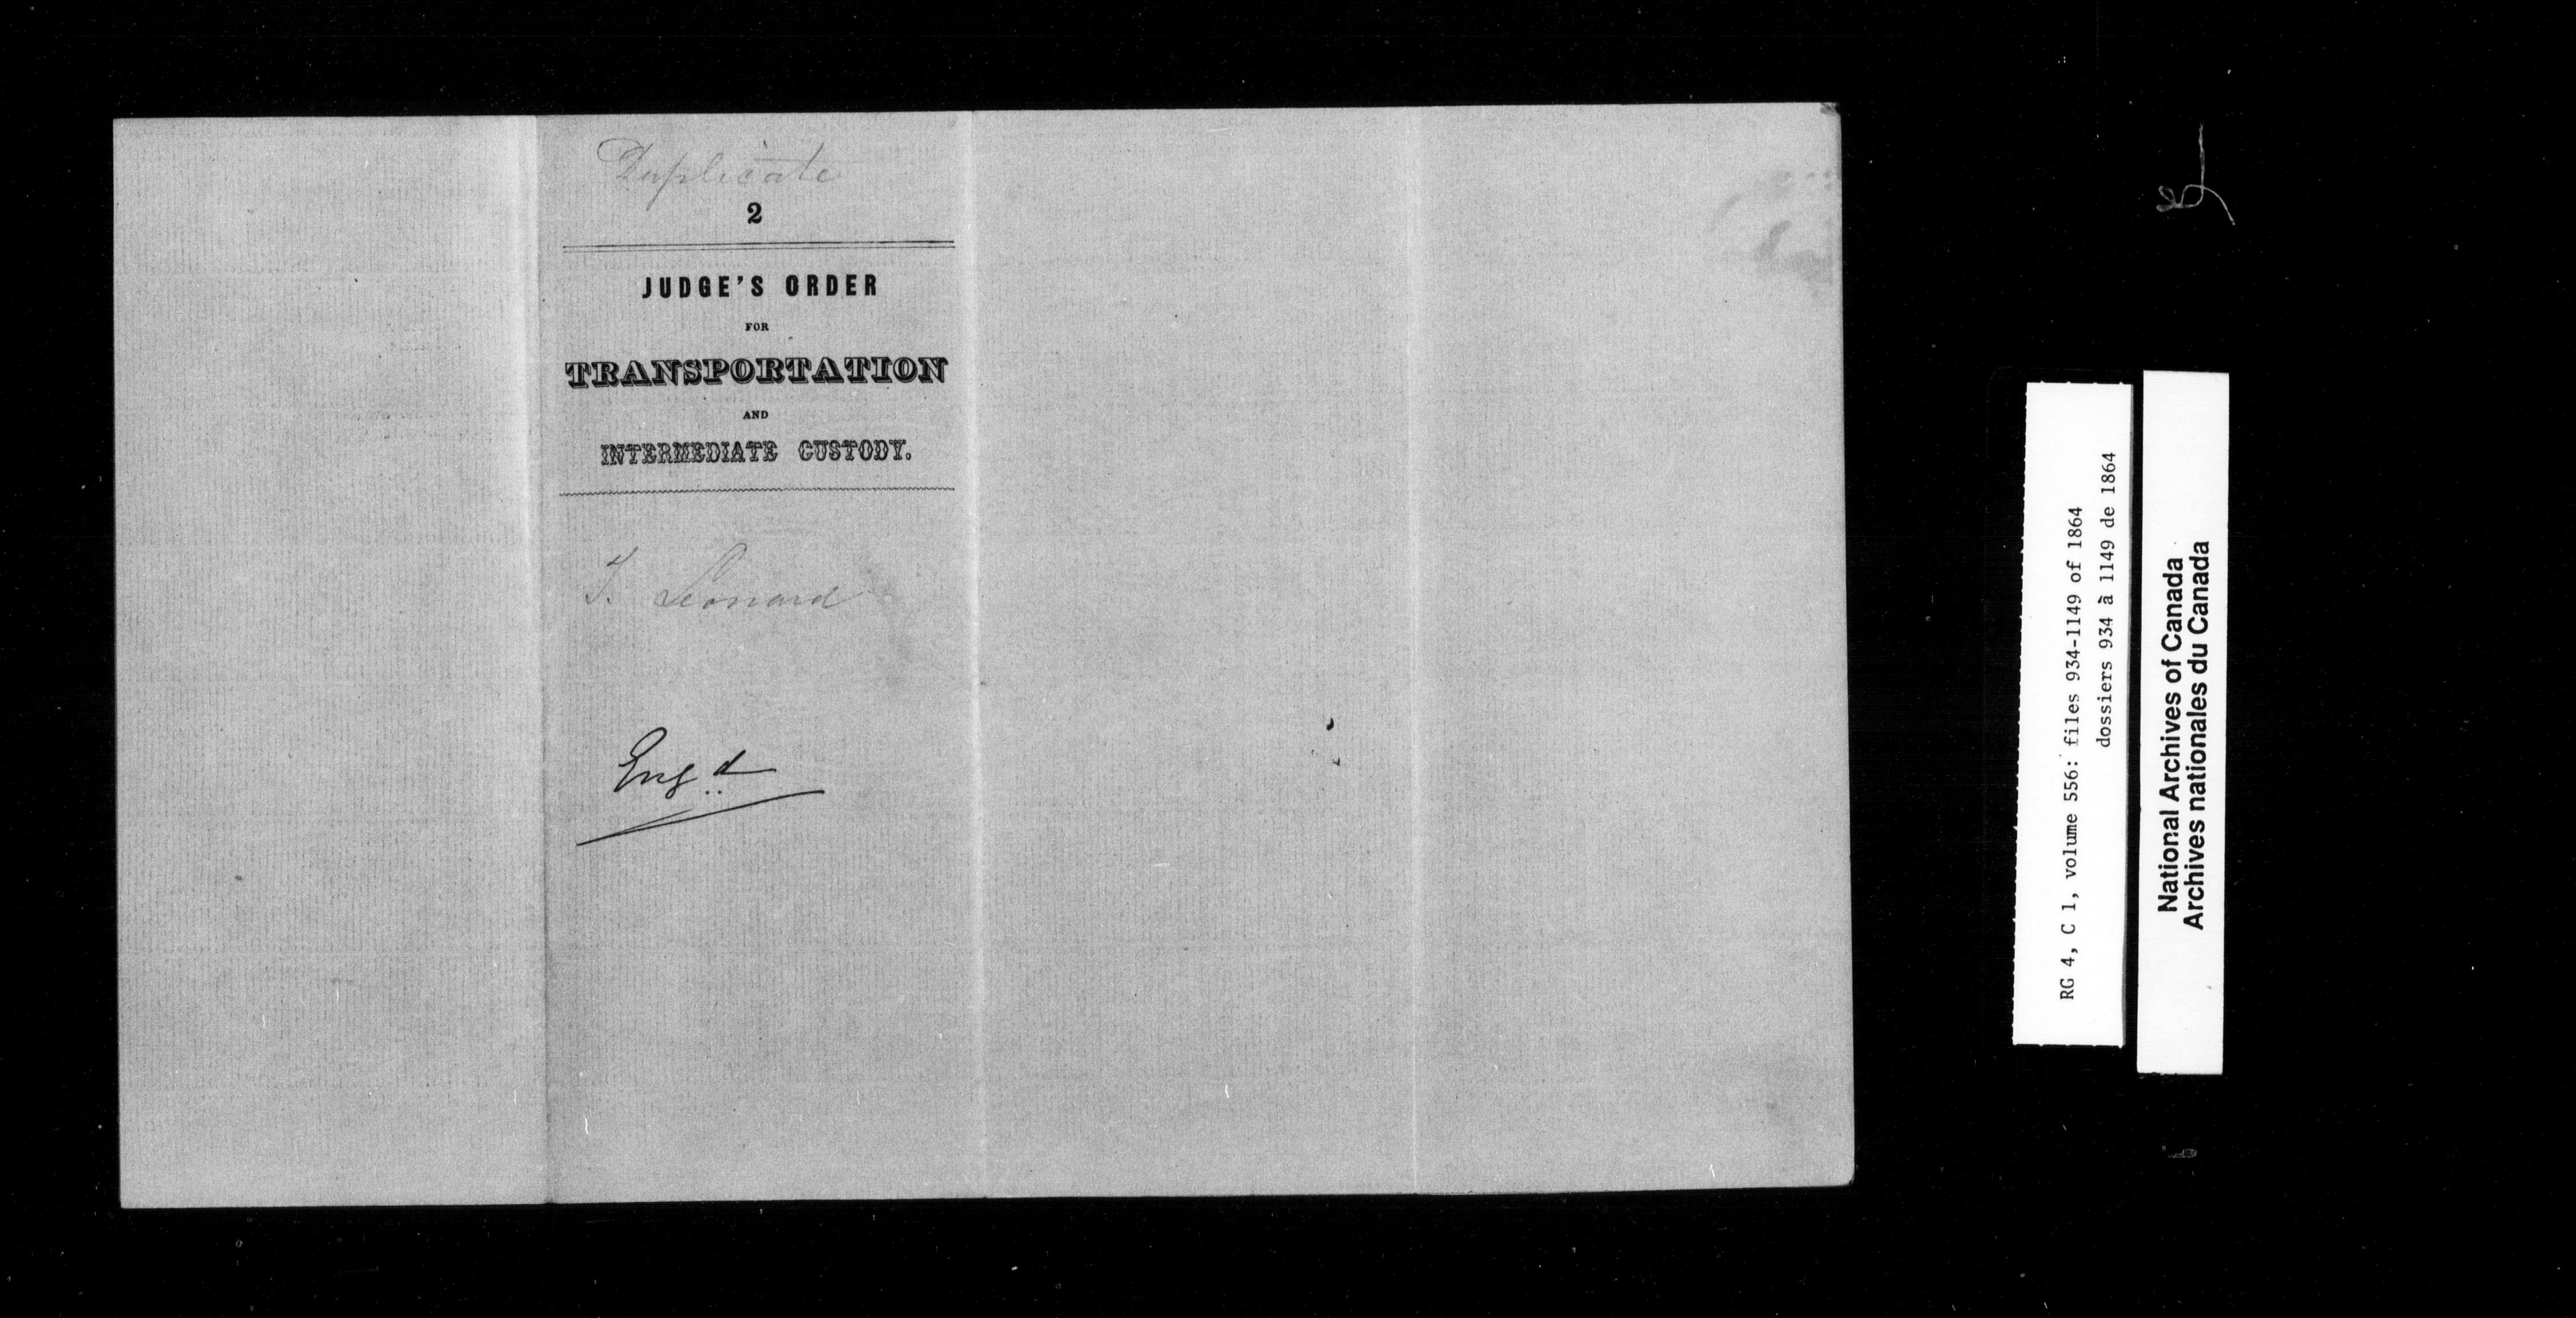 Duplicate
2
JUDGE'S ORDER
FOR
TRANSPORTATION
AND
INTERMEDIATE CUSTODY.
T. Leonard
Eng.d
RG 4, C 1, volume 556: files 934-1149 of 1864
dossiers 934 à 1149 de 1864
National Archives of Canada
Archives nationales du Canada